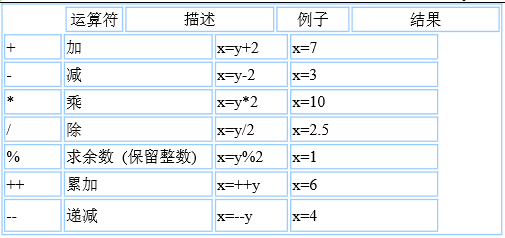 运算符 描述 例子 结果
+ 加 x=y+2 x=7
- 减 x=y-2 x=3
* 乘 x=y*2 x=10
/ 除 x=y/2 x=2.5
% 求余数 (保留整数) x=y%2 x=1
++ 累加 x=++y x=6
-- 递减 x=--y x=4